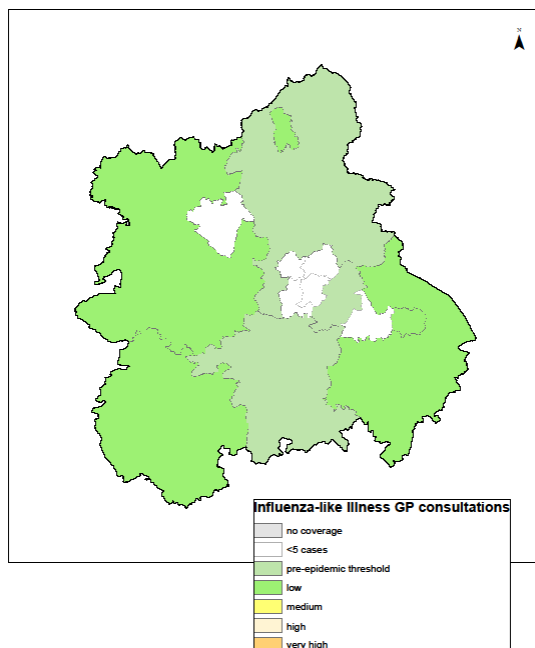 N
Influenza-like Illness GP consultations
no coverage
<5 cases
pre-epidemic threshold
low
medium
high
very high